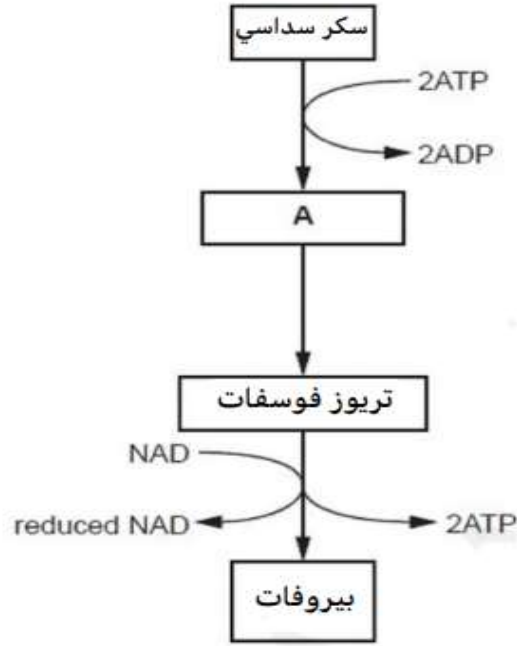 سكر سداسي
2ATP
2ADP
A
تريوز فوسفات
NAD
reduced NAD
2ATP
بيروفات